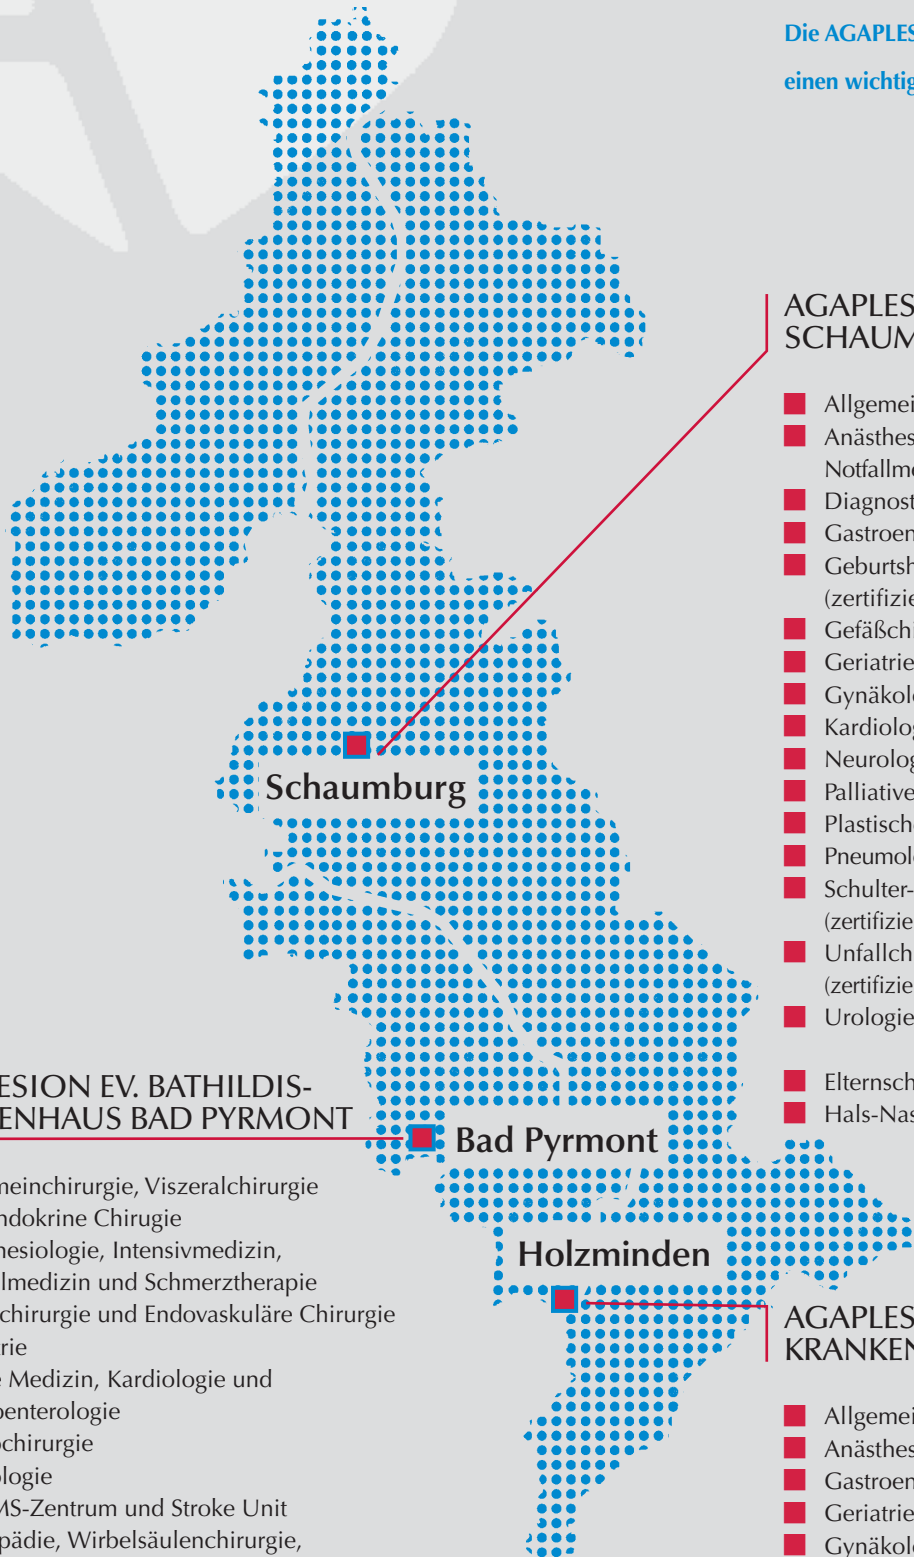 Die AGAPLES
einen wichtig
AGAPLES
SCHAUM
Allgemei
Anästhes
Notfallme
Diagnost
Gastroen
Geburtsh
(zertifizie
Gefäßchi
Geriatrie
Gynäkolo
Kardiolog
Neurolog
Palliative
Plastische
Pneumolo
Schulter-
(zertifizie
Unfallch
(zertifizie
Urologie
Elternsch
Hals-Nas
Schaumburg
ESION EV. BATHILDIS-
ENHAUS BAD PYRMONT
Bad Pyrmont
meinchirurgie, Viszeralchirurgie
ndokrine Chirugie
hesiologie, Intensivmedizin,
lmedizin und Schmerztherapie
chirurgie und Endovaskuläre Chirurgie
rie
e Medizin, Kardiologie und
oenterologie
ochirurgie
ologie
MS-Zentrum und Stroke Unit
pädie, Wirbelsäulenchirurgie,
Holzminden
AGAPLES
KRANKEN
Allgemei
Anästhes
Gastroen
Geriatrie
Gynäkolo